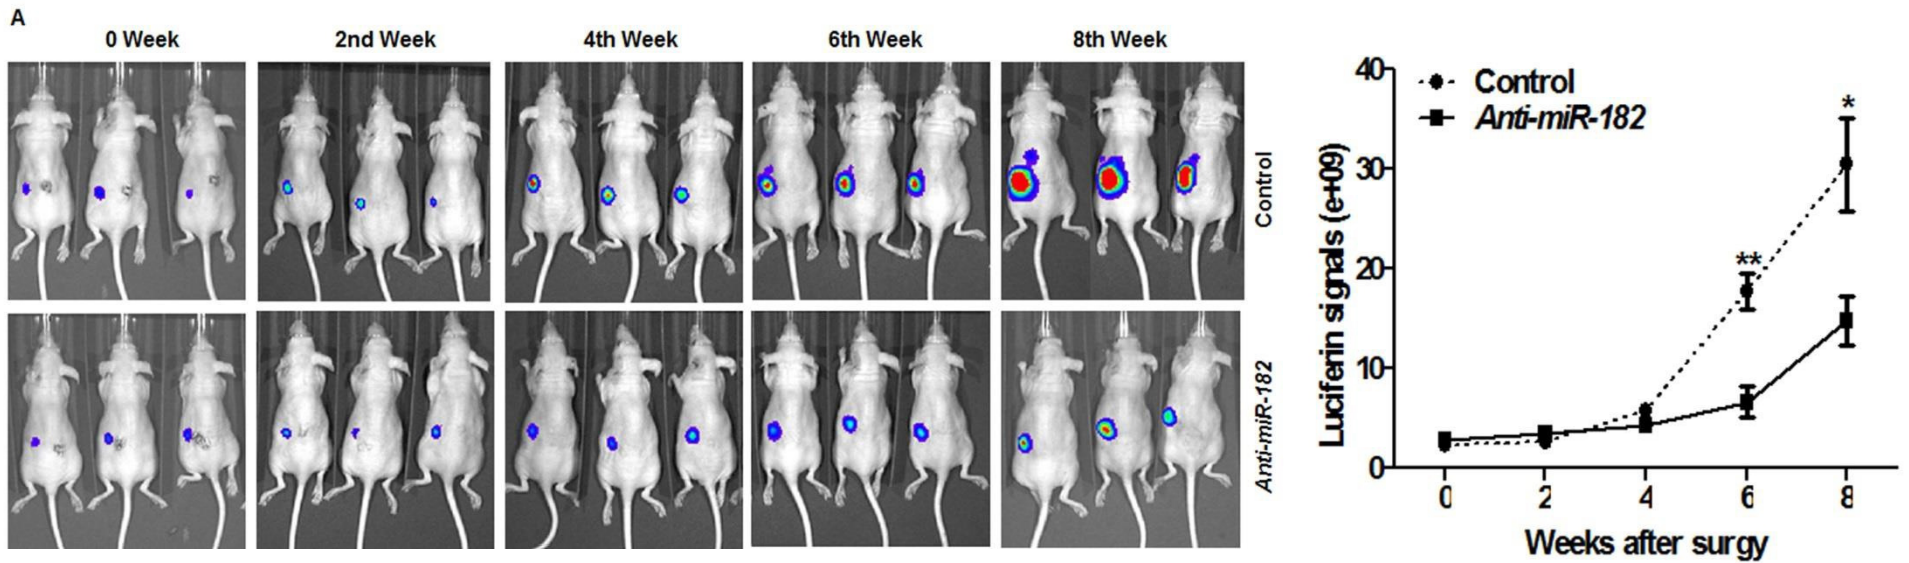 A
0 Week 2nd Week 4th Week 6th Week 8th Week
Control
Anti-miR-182
Luciferin signals (e+09)
40
30
20
10
0
Control
Anti-miR-182
**
*
0 2 4 6 8
Weeks after surgy